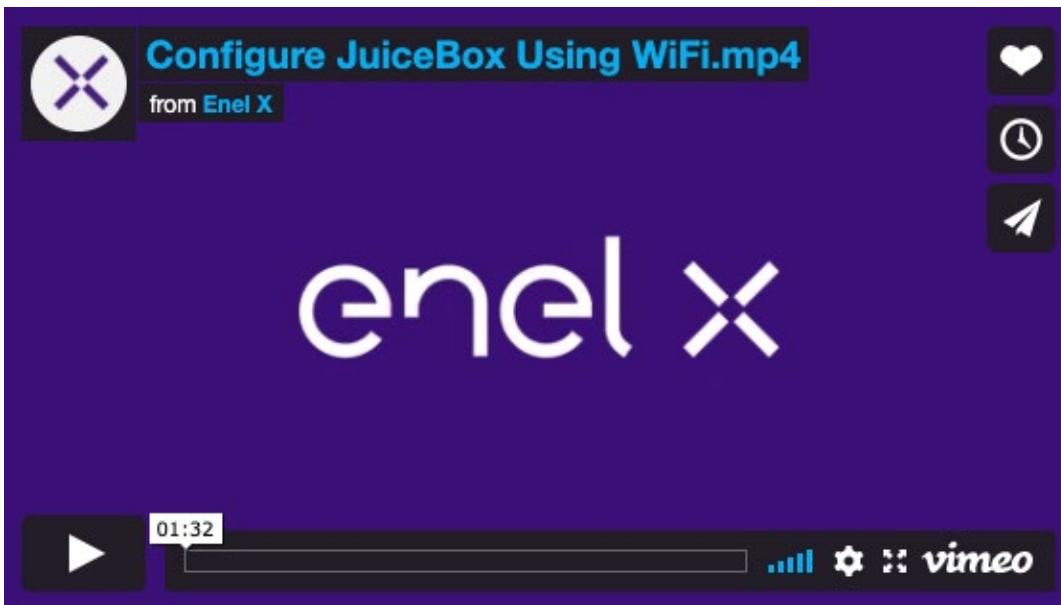 Configure JuiceBox Using WiFi.mp4
from Enel X
enel x
01:32
vimeo